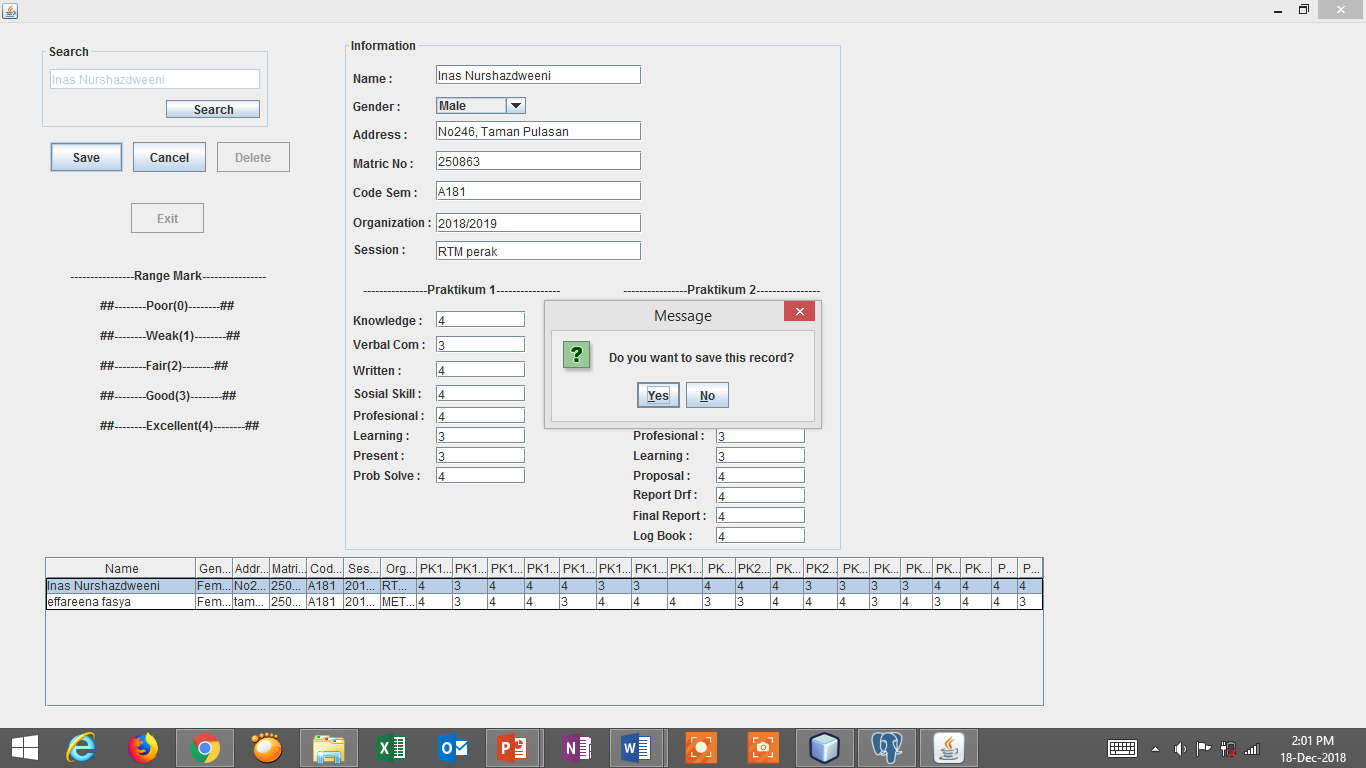 Search
Inas Nurshazdweeni
Search
Save Cancel Delete
Exit
----------------Range Mark----------------
##--------Poor(0)--------##
##--------Weak(1)--------##
##--------Fair(2)--------##
##--------Good(3)--------##
##--------Excellent(4)--------##
Information
Name : Inas Nurshazdweeni
Gender : Male
Address : No246, Taman Pulasan
Matric No : 250863
Code Sem : A181
Organization : 2018/2019
Session : RTM perak
----------------Praktikum 1----------------
Knowledge : 4
Verbal Com : 3
Written : 4
Sosial Skill : 4
Profesional : 4
Learning : 3
Present : 3
Prob Solve : 4
----------------Praktikum 2----------------
Message
Do you want to save this record?
Yes No
Profesional : 3
Learning : 3
Proposal : 4
Report Drf : 4
Final Report : 4
Log Book : 4
Name Gen... Addr... Matri... Cod... Ses... Org... PK1... PK1... PK1... PK1... PK1... PK1... PK1... PK1... PK... PK2... PK... PK2... PK... PK... PK... PK... PK... P... P...
Inas Nurshazdweeni Fem... No2... 250... A181 201... RT... 4 3 4 4 4 3 3 4 4 4 3 3 3 3 4 4 4 4
effareena fasya Fem... tam... 250... A181 201... MET... 4 3 4 4 3 4 4 4 3 3 4 4 4 3 4 3 4 4 3
2:01 PM
18-Dec-2018